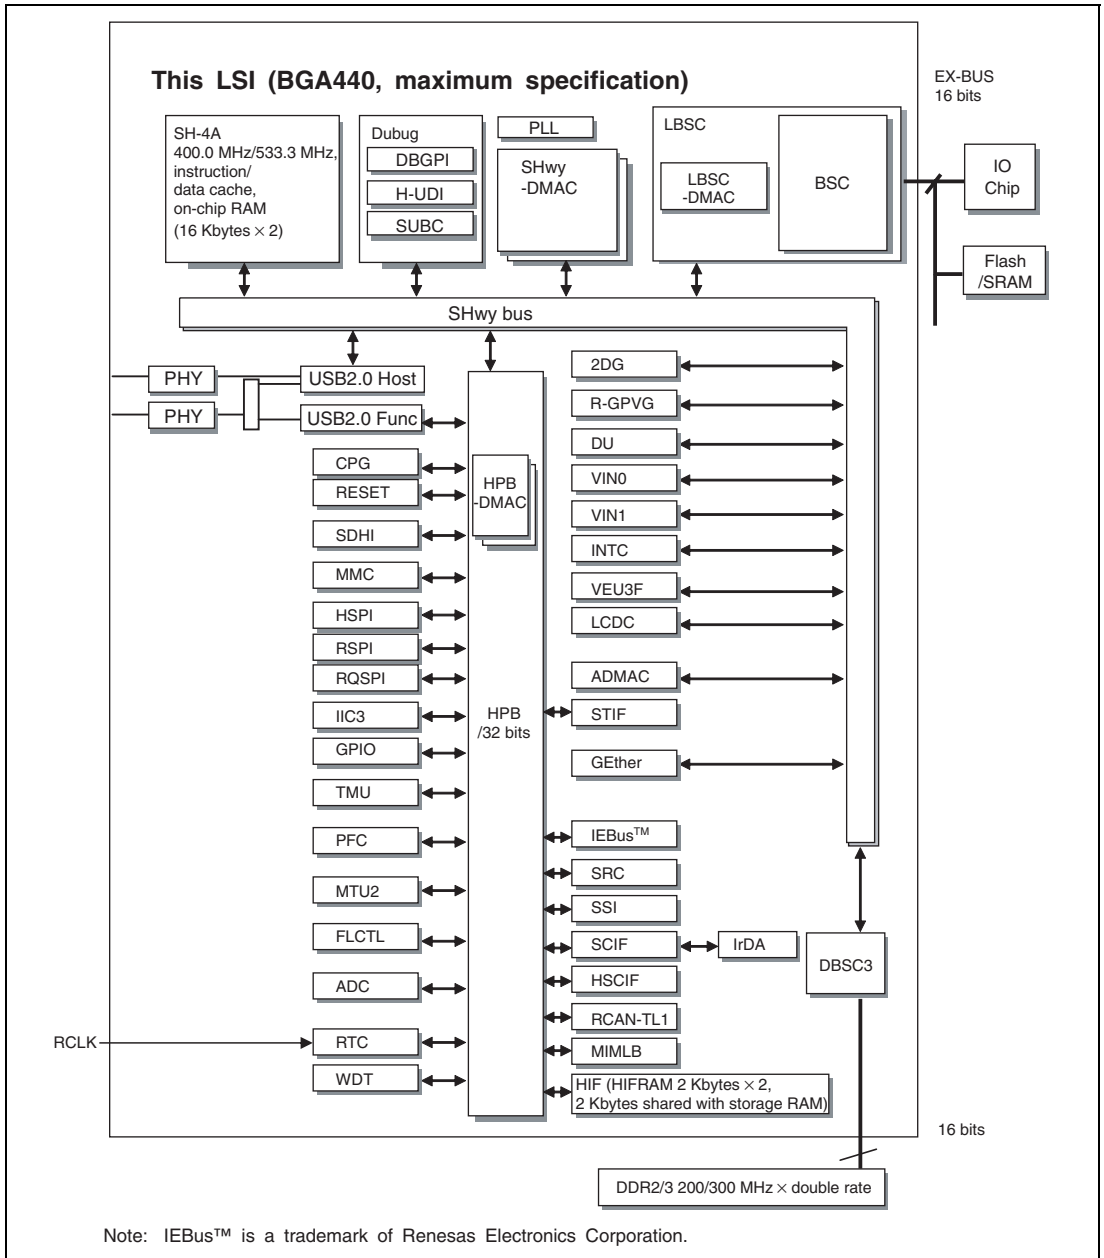 This LSI (BGA440, maximum specification)
EX-BUS
16 bits
SH-4A
400.0 MHz/533.3 MHz,
instruction/
data cache,
on-chip RAM
(16 Kbytes × 2)
Dubug
DBGPI
H-UDI
SUBC
PLL
SHwy
-DMAC
LBSC
LBSC
-DMAC
BSC
IO
Chip
Flash
/SRAM
SHwy bus
PHY
USB2.0 Host
PHY
USB2.0 Func
CPG
RESET
SDHI
MMC
HSPI
RSPI
RQSPI
IIC3
GPIO
TMU
PFC
MTU2
FLCTL
ADC
RCLK
RTC
WDT
HPB
-DMAC
HPB
/32 bits
2DG
R-GPVG
DU
VIN0
VIN1
INTC
VEU3F
LCDC
ADMAC
STIF
GEther
IEBus™
SRC
SSI
SCIF
IrDA
HSCIF
RCAN-TL1
MIMLB
HIF (HIFRAM 2 Kbytes × 2,
2 Kbytes shared with storage RAM)
DBSC3
16 bits
DDR2/3 200/300 MHz × double rate
Note: IEBus™ is a trademark of Renesas Electronics Corporation.